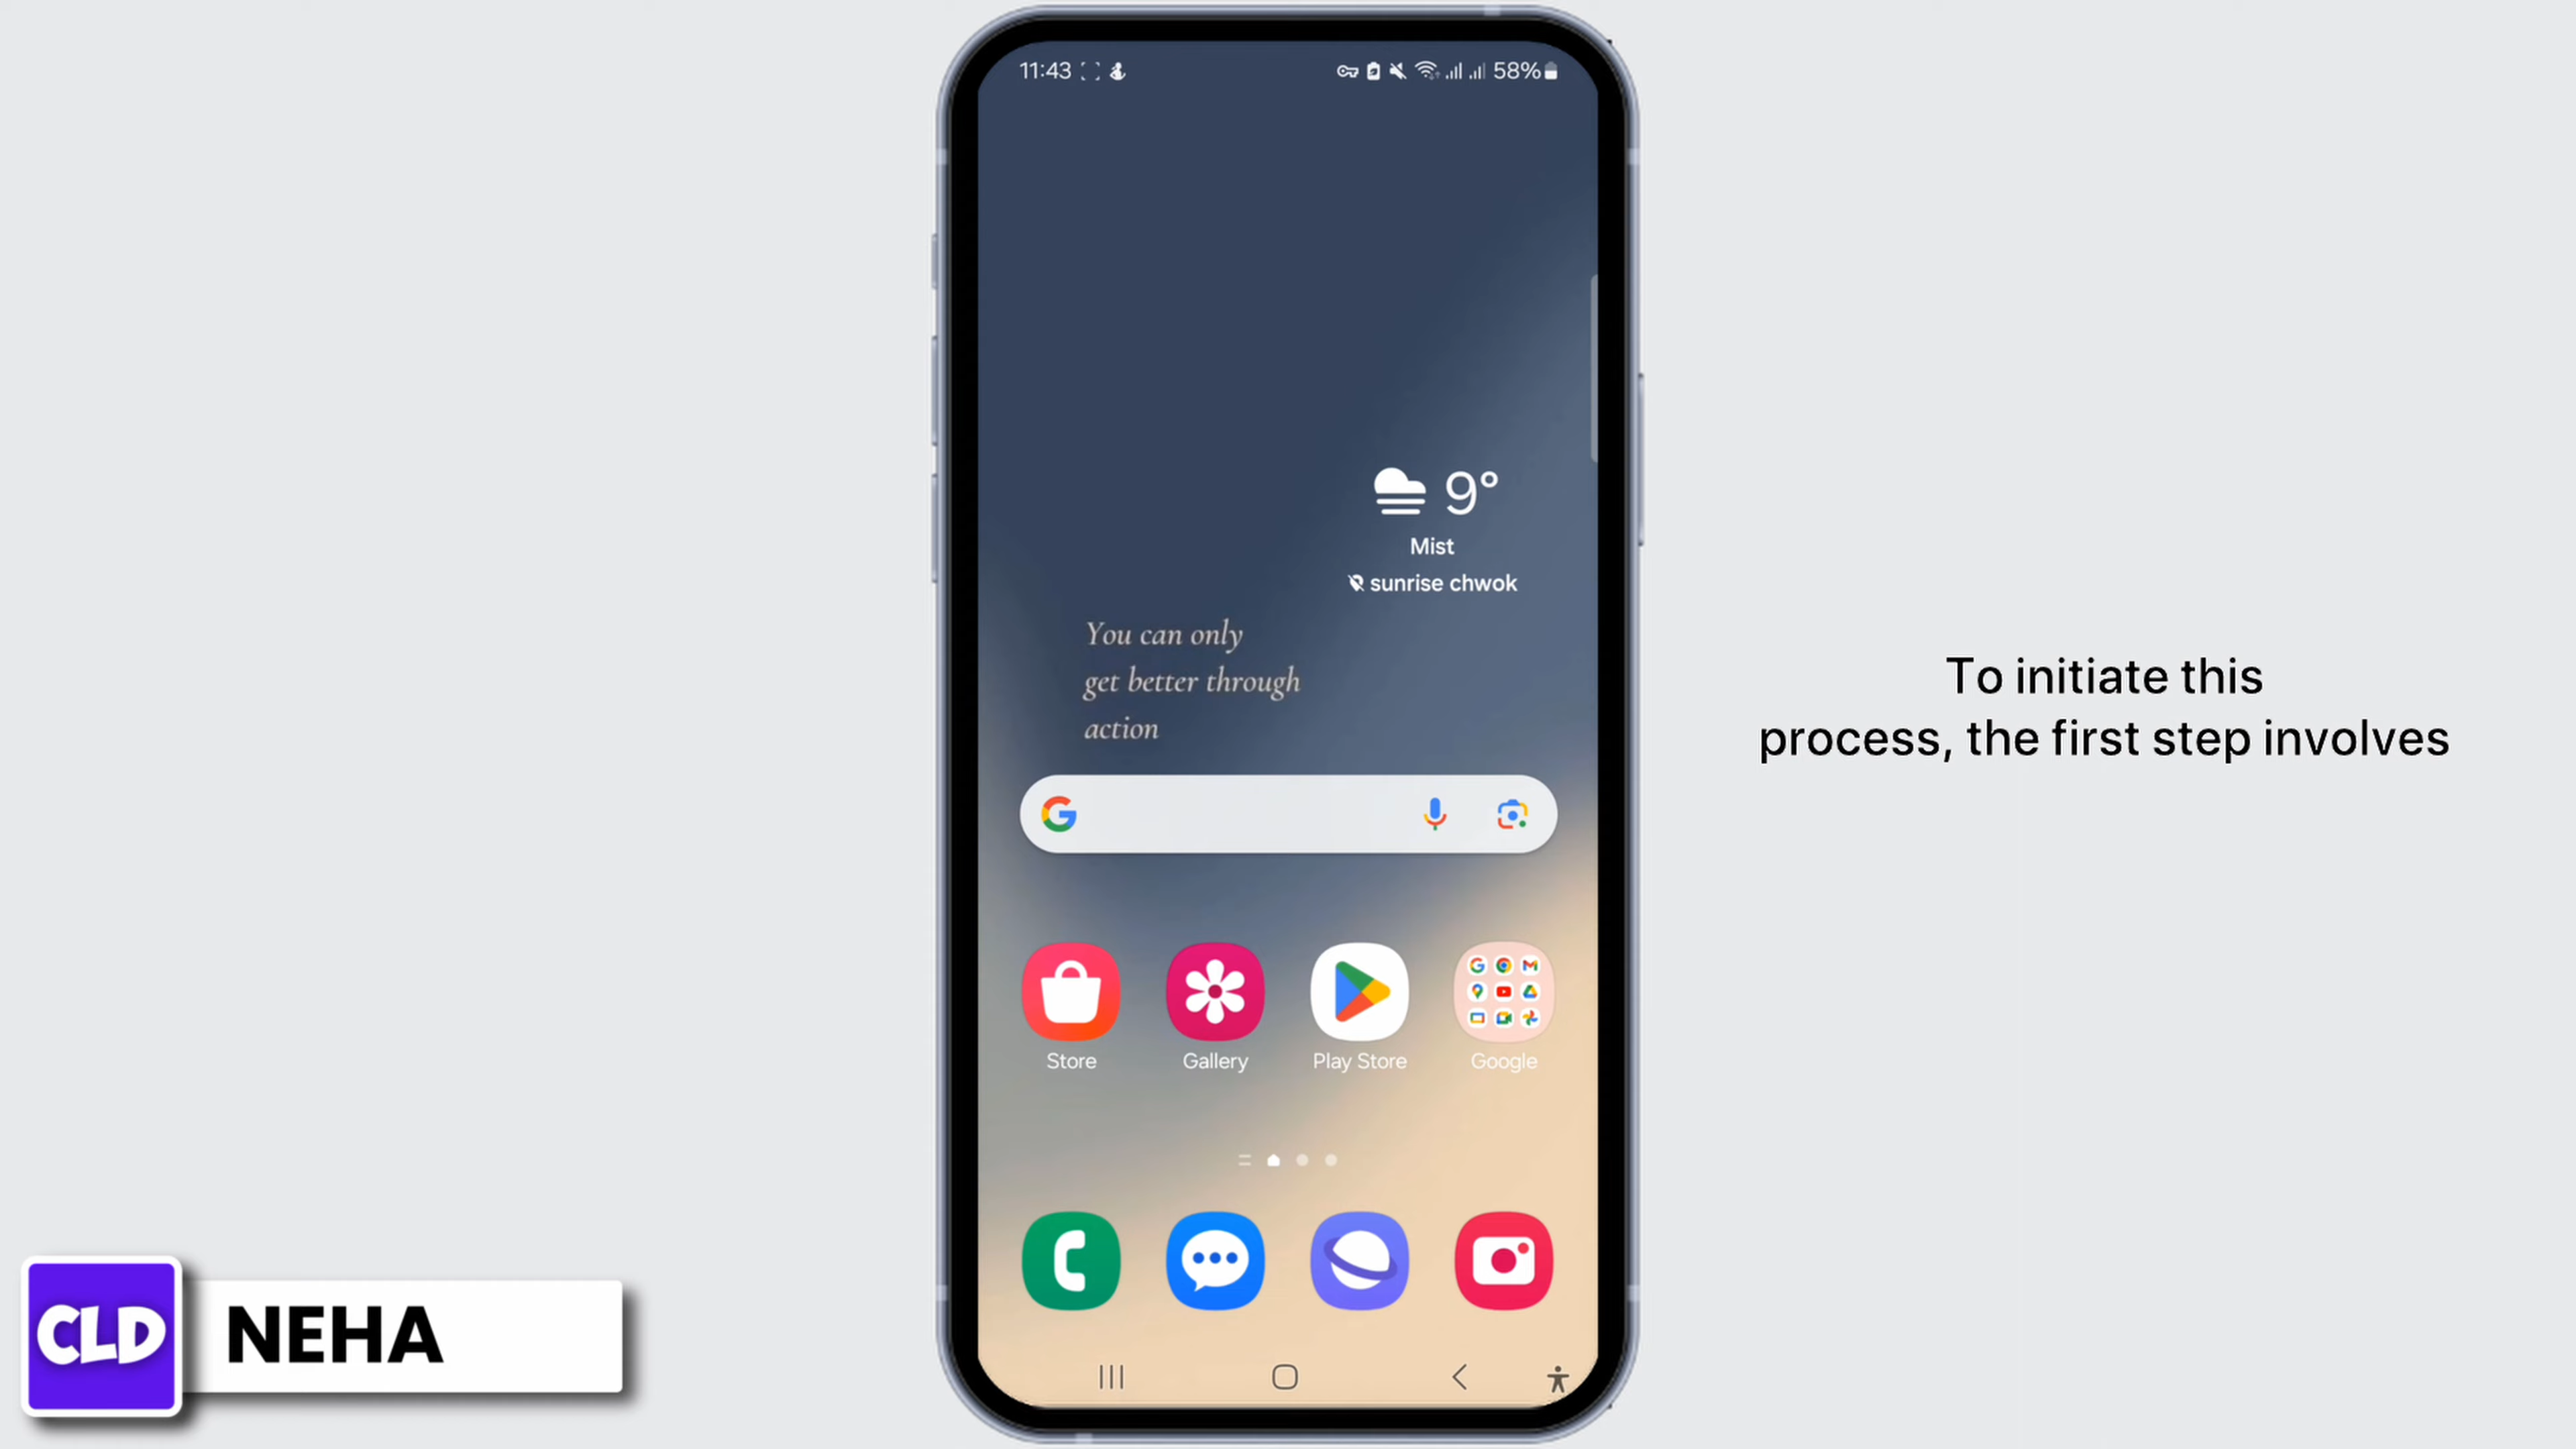 11:43
58%
9°
Mist
sunrise chwok
You can only
get better through
action
To initiate this
process, the first step involves
Store
Gallery
Play Store
Google
CLD
NEHA